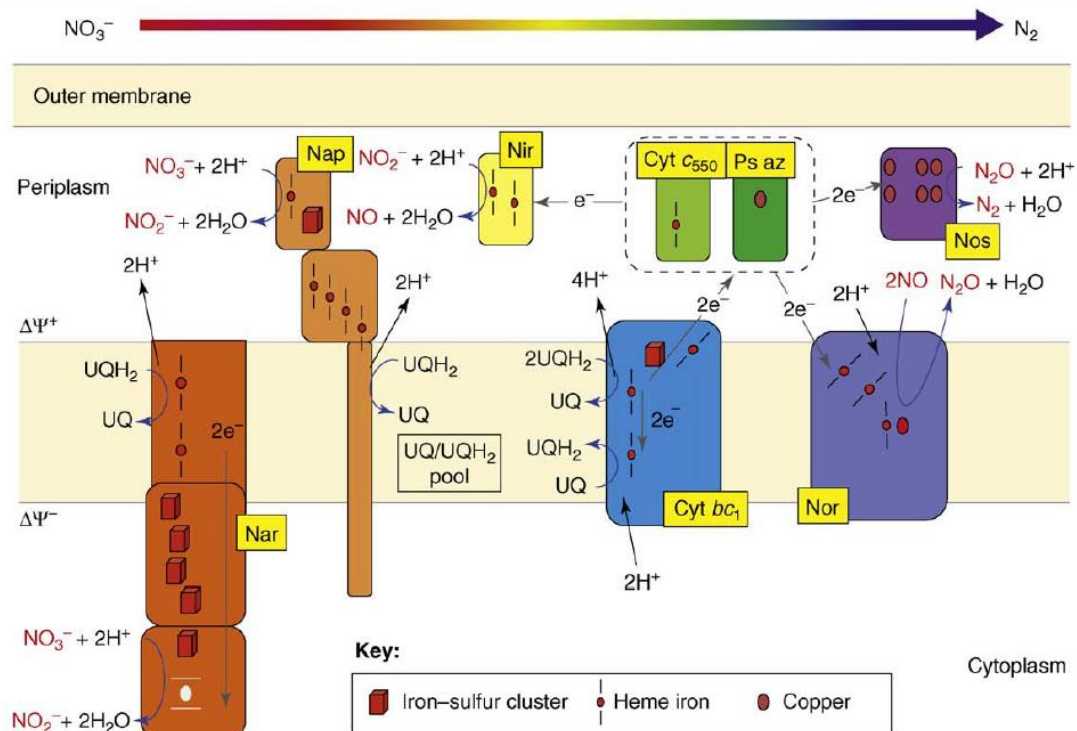 NO₃⁻ N₂
Outer membrane
Periplasm
Nap
NO₃⁻ + 2H⁺
NO₂⁻ + 2H₂O
Nir
NO₂⁻ + 2H⁺
NO + 2H₂O
e⁻
Cyt c₅₅₀
Ps az
2e⁻
N₂O + 2H⁺
N₂ + H₂O
Nos
2H⁺
2H⁺
4H⁺
2e⁻
2e⁻
2H⁺
2NO N₂O + H₂O
ΔΨ⁺
UQH₂
UQ
2e⁻
UQH₂
UQ
UQ/UQH₂
pool
2UQH₂
UQ
2e⁻
UQH₂
UQ
ΔΨ⁻
Nar
Cyt bc₁
Nor
2H⁺
NO₃⁻ + 2H⁺
NO₂⁻ + 2H₂O
Cytoplasm
Key:
Iron–sulfur cluster Heme iron Copper